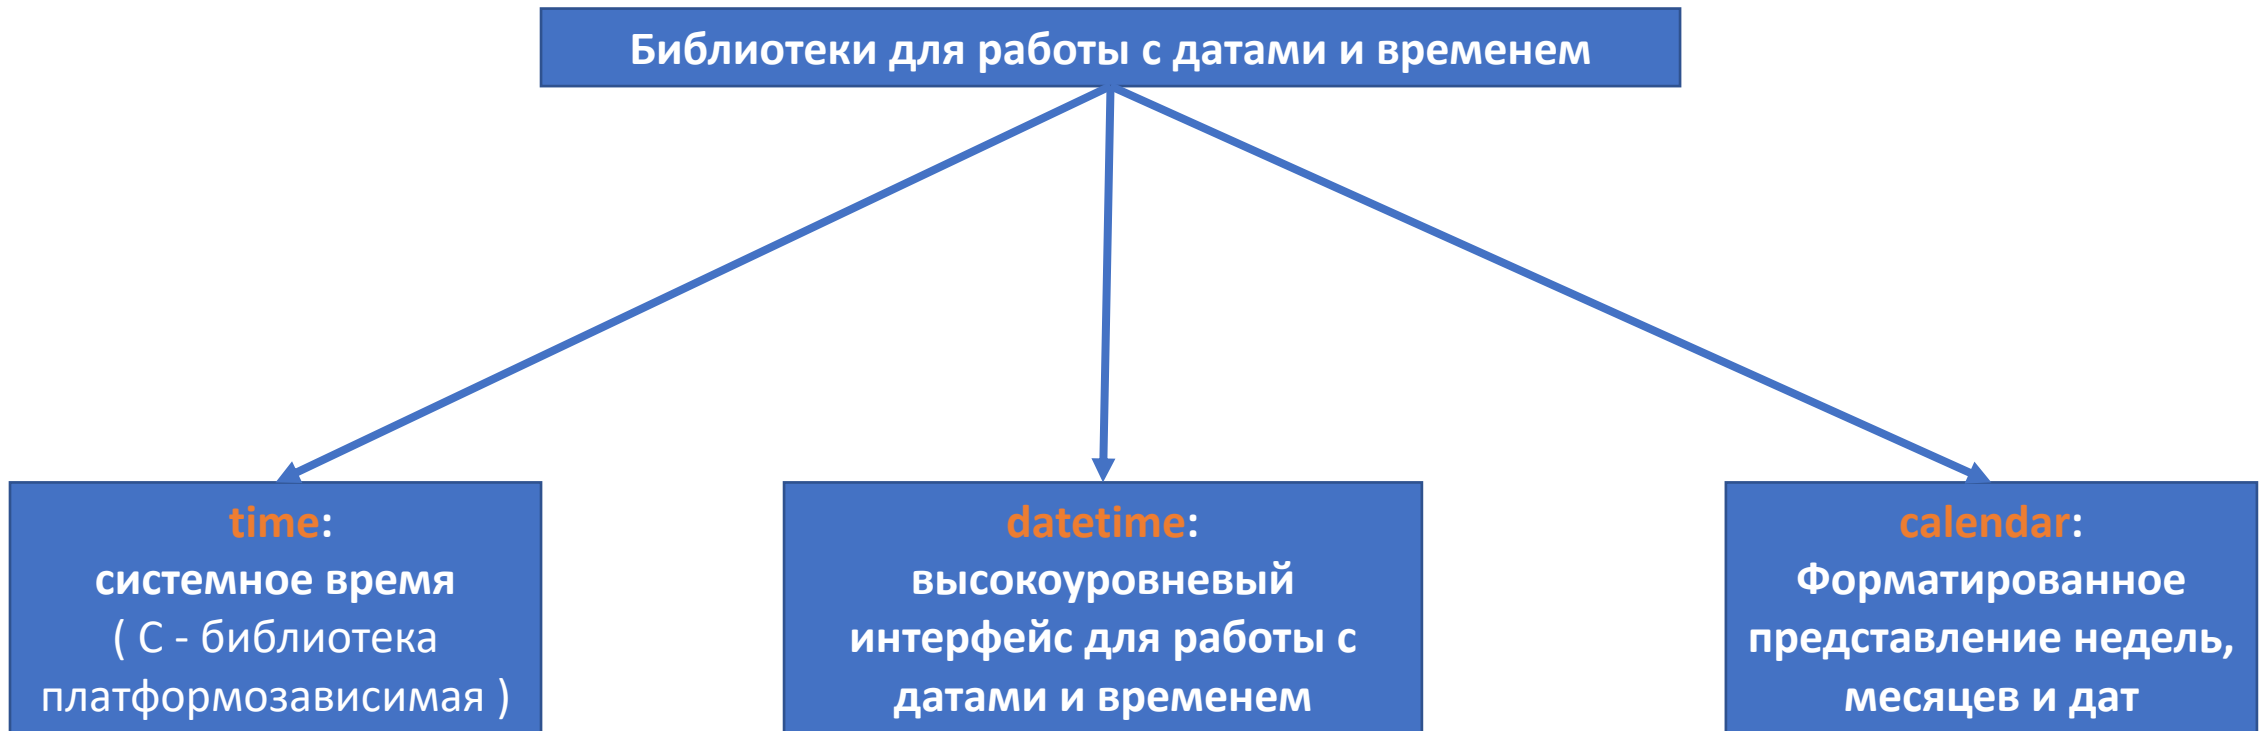 Библиотеки для работы с датами и временем
time:
системное время
( С - библиотека
платформозависимая )
datetime:
высокоуровневый
интерфейс для работы с
датами и временем
calendar:
Форматированное
представление недель,
месяцев и дат